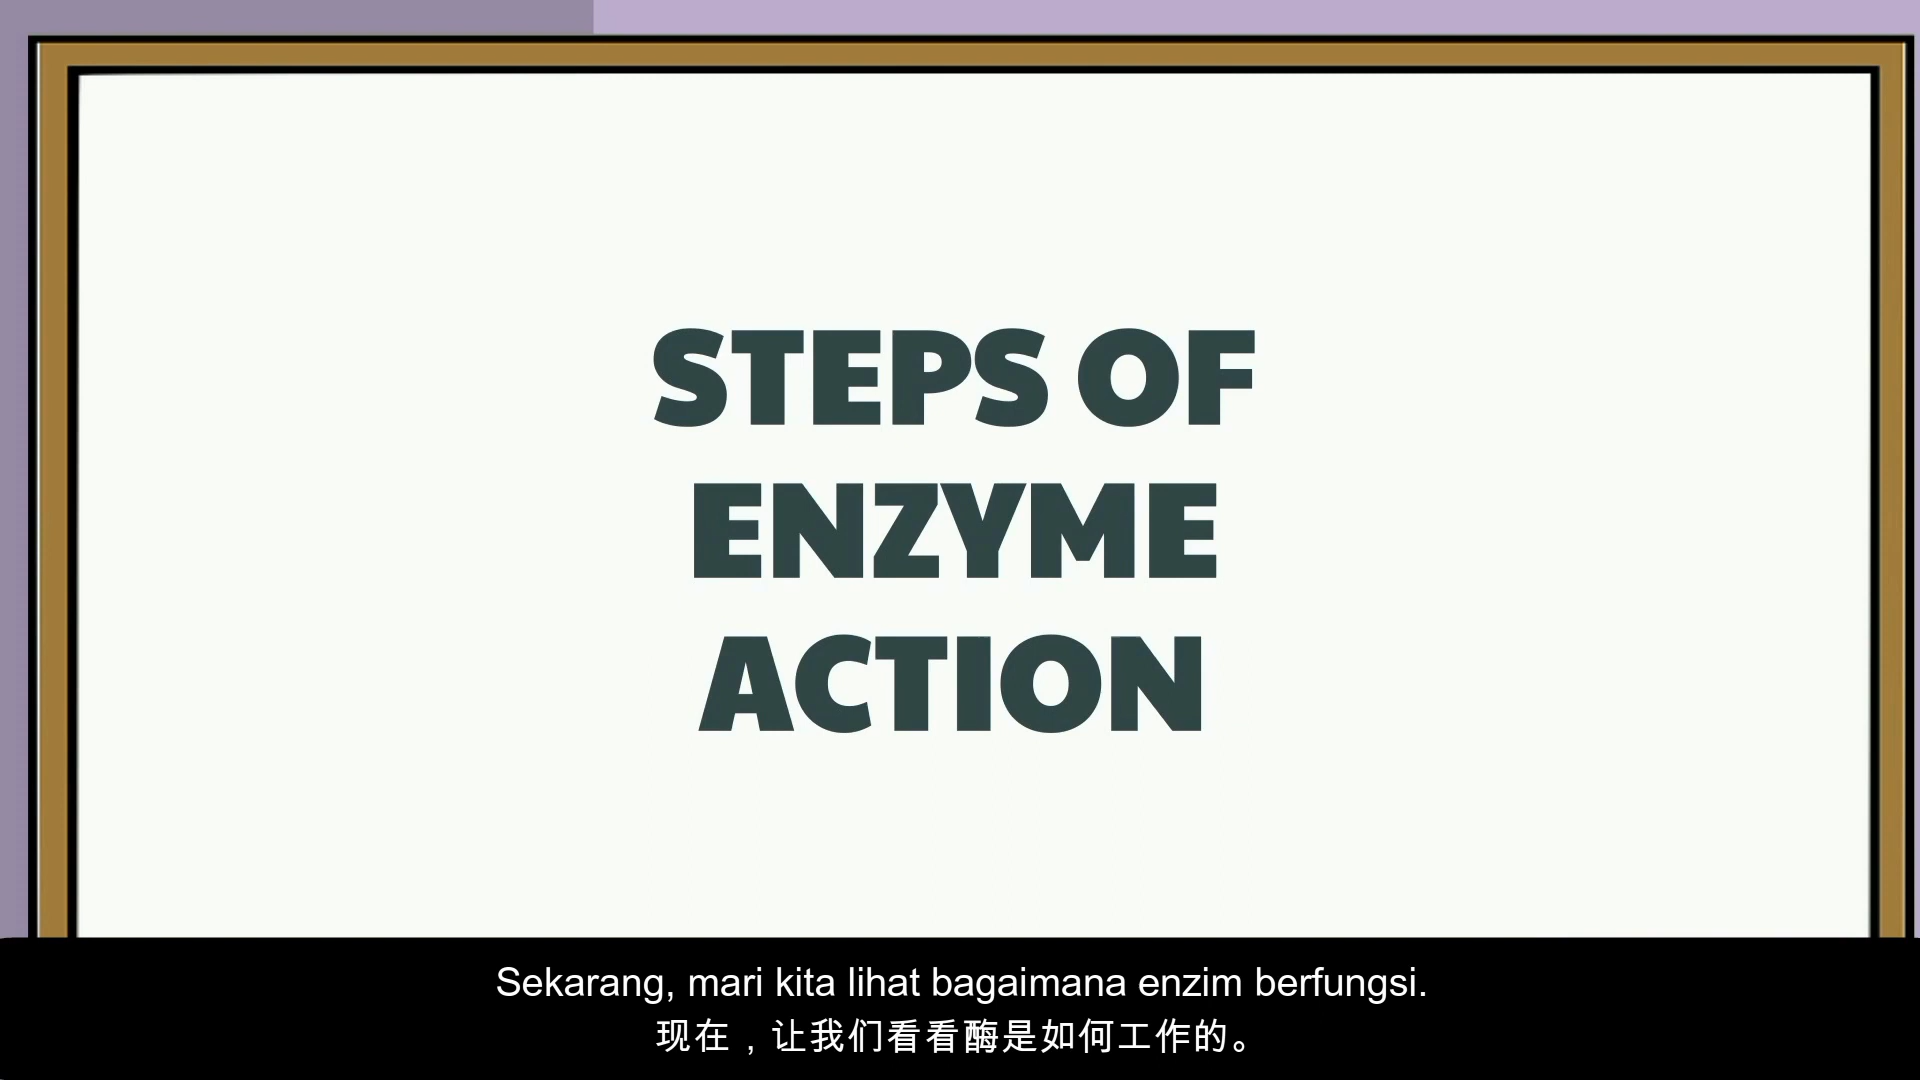 STEPS OF
ENZYME
ACTION
Sekarang, mari kita lihat bagaimana enzim berfungsi.
现在，让我们看看酶是如何工作的。